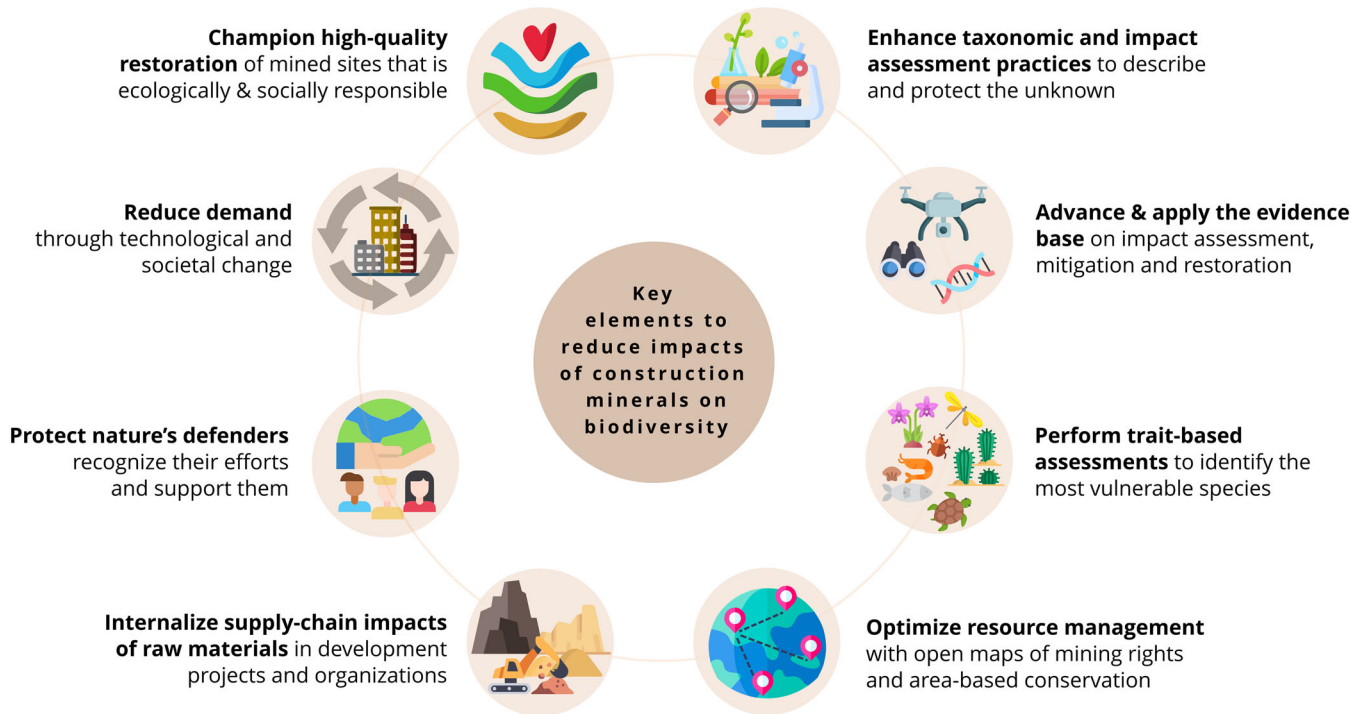 Champion high-quality
restoration of mined sites that is
ecologically & socially responsible
Enhance taxonomic and impact
assessment practices to describe
and protect the unknown
Reduce demand
through technological and
societal change
Advance & apply the evidence
base on impact assessment,
mitigation and restoration
Key
elements to
reduce impacts
of construction
minerals on
biodiversity
Protect nature’s defenders
recognize their efforts
and support them
Perform trait-based
assessments to identify the
most vulnerable species
Internalize supply-chain impacts
of raw materials in development
projects and organizations
Optimize resource management
with open maps of mining rights
and area-based conservation